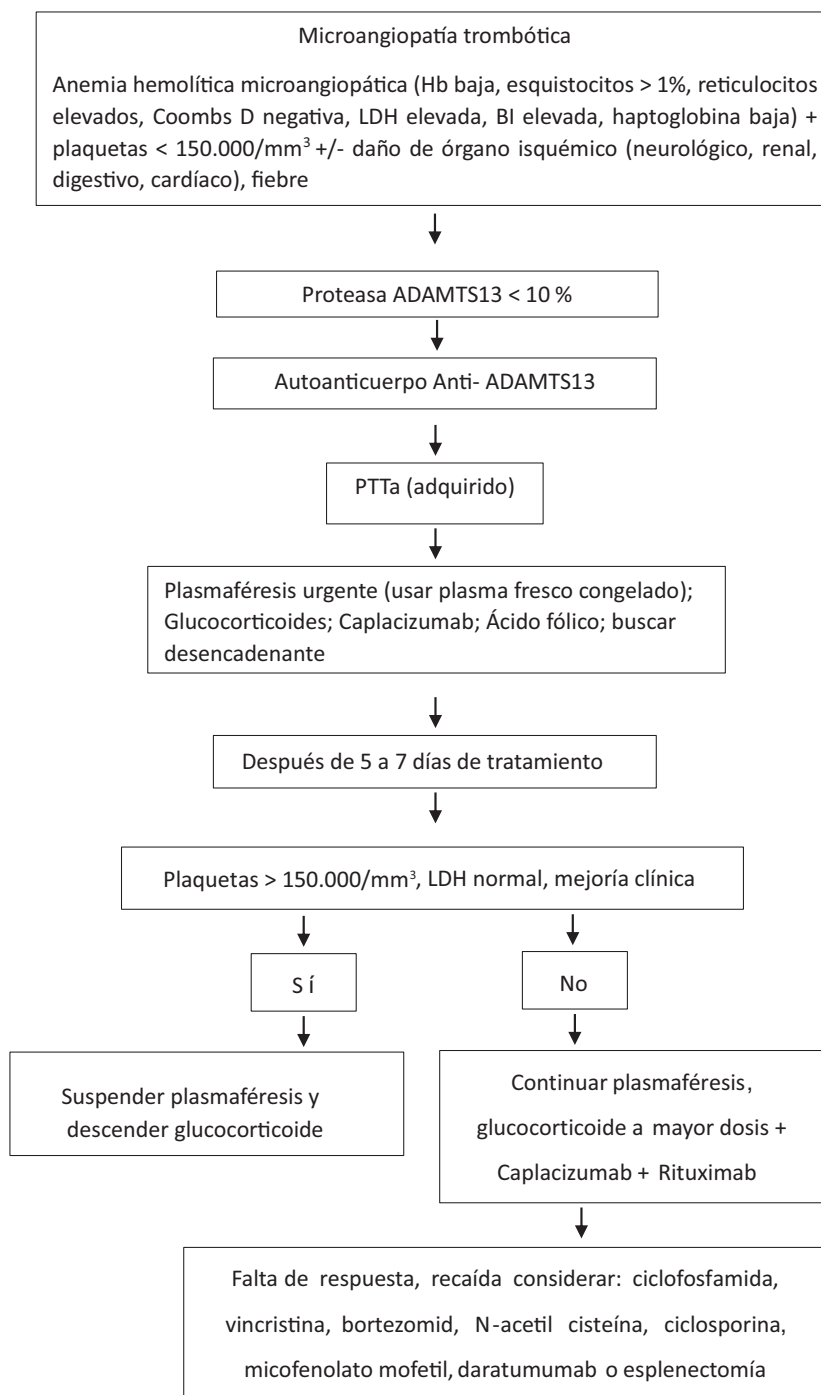 Microangiopatía trombótica
Anemia hemolítica microangiopática (Hb baja, esquistocitos > 1%, reticulocitos
elevados, Coombs D negativa, LDH elevada, BI elevada, haptoglobina baja) +
plaquetas < 150.000/mm³ +/- daño de órgano isquémico (neurológico, renal,
digestivo, cardíaco), fiebre
Proteasa ADAMTS13 < 10 %
Autoanticuerpo Anti- ADAMTS13
PTTa (adquirido)
Plasmaféresis urgente (usar plasma fresco congelado);
Glucocorticoides; Caplacizumab; Ácido fólico; buscar
desencadenante
Después de 5 a 7 días de tratamiento
Plaquetas > 150.000/mm³, LDH normal, mejoría clínica
Sí
No
Suspender plasmaféresis y
descender glucocorticoide
Continuar plasmaféresis,
glucocorticoide a mayor dosis +
Caplacizumab + Rituximab
Falta de respuesta, recaída considerar: ciclofosfamida,
vincristina, bortezomid, N-acetil cisteína, ciclosporina,
micofenolato mofetil, daratumumab o esplenectomía